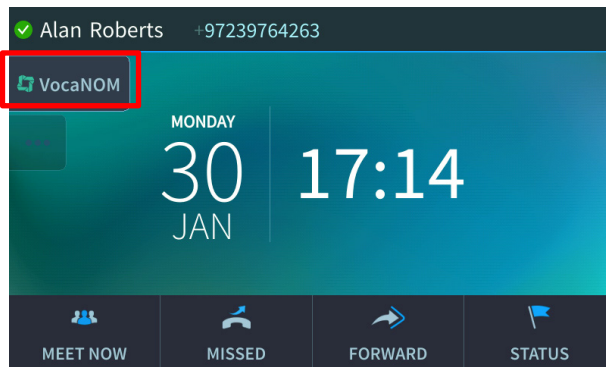 Alan Roberts +97239764263
VocaNOM
MONDAY
30
JAN
17:14
MEET NOW
MISSED
FORWARD
STATUS